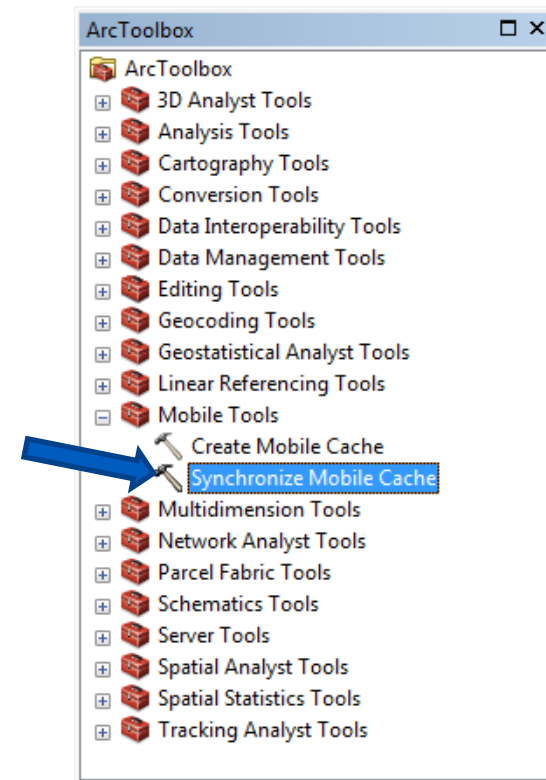 ArcToolbox
ArcToolbox
3D Analyst Tools
Analysis Tools
Cartography Tools
Conversion Tools
Data Interoperability Tools
Data Management Tools
Editing Tools
Geocoding Tools
Geostatistical Analyst Tools
Linear Referencing Tools
Mobile Tools
Create Mobile Cache
Synchronize Mobile Cache
Multidimension Tools
Network Analyst Tools
Parcel Fabric Tools
Schematics Tools
Server Tools
Spatial Analyst Tools
Spatial Statistics Tools
Tracking Analyst Tools